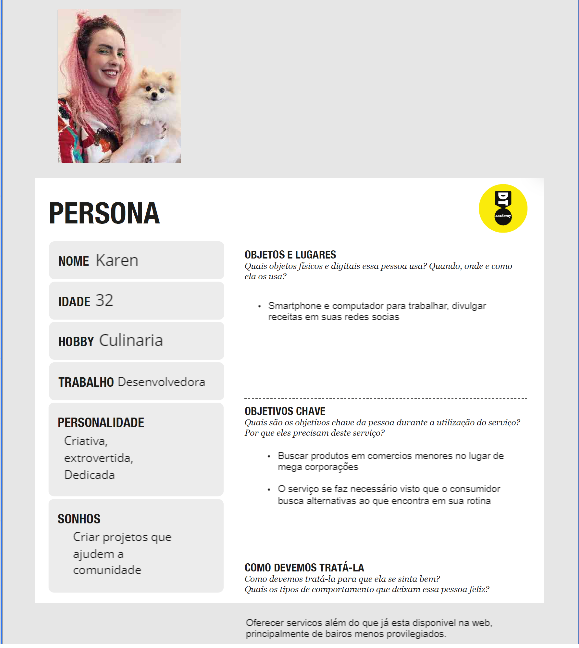 PERSONA
DT
academy
NOME Karen
IDADE 32
HOBBY Culinaria
TRABALHO Desenvolvedora
PERSONALIDADE
Criativa,
extrovertida,
Dedicada
SONHOS
Criar projetos que
ajudem a
comunidade
OBJETOS E LUGARES
Quais objetos físicos e digitais essa pessoa usa? Quando, onde e como
ela os usa?
• Smartphone e computador para trabalhar, divulgar
receitas em suas redes socias
OBJETIVOS CHAVE
Quais são os objetivos chave da pessoa durante a utilização do serviço?
Por que eles precisam deste serviço?
• Buscar produtos em comercios menores no lugar de
mega corporações
• O serviço se faz necessário visto que o consumidor
busca alternativas ao que encontra em sua rotina
COMO DEVEMOS TRATÁ-LA
Como devemos tratá-la para que ela se sinta bem?
Quais os tipos de comportamento que deixam essa pessoa feliz?
Oferecer servicos além do que já esta disponivel na web,
principalmente de bairos menos provilegiados.